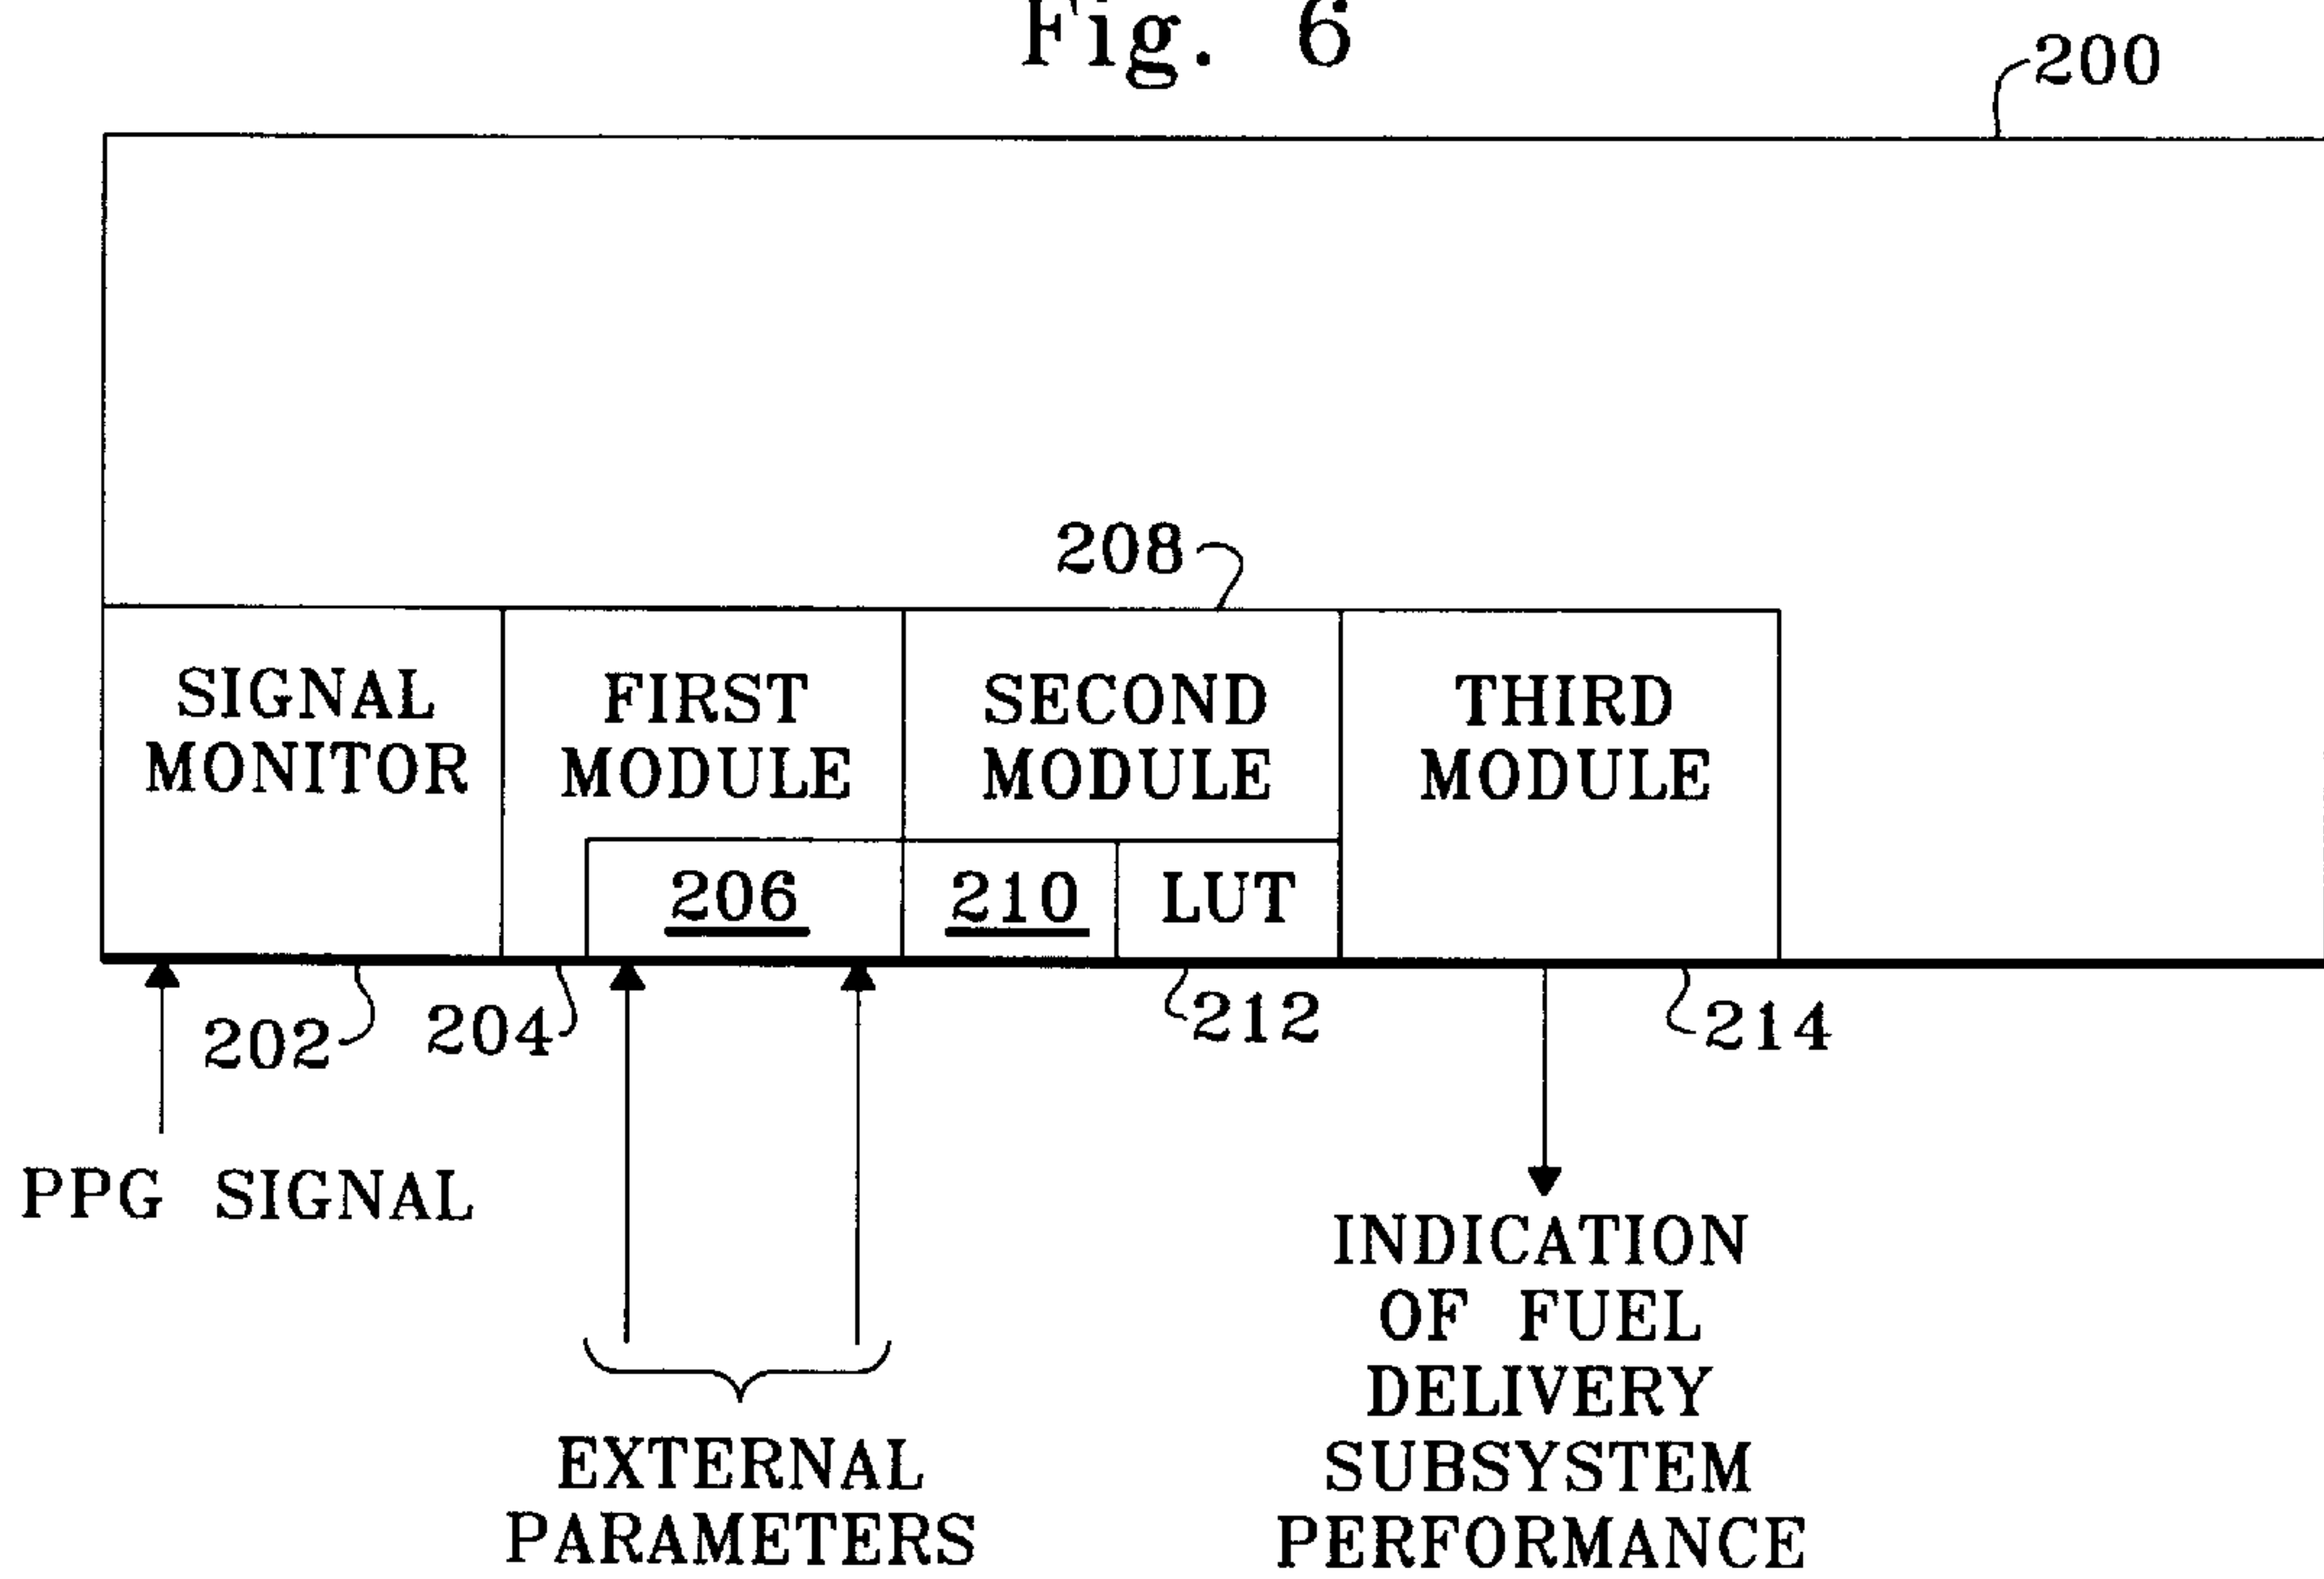 Fig. 6
200
208
SIGNAL
MONITOR
FIRST
MODULE
SECOND
MODULE
THIRD
MODULE
206
210
LUT
202
204
212
214
PPG SIGNAL
EXTERNAL
PARAMETERS
INDICATION
OF FUEL
DELIVERY
SUBSYSTEM
PERFORMANCE